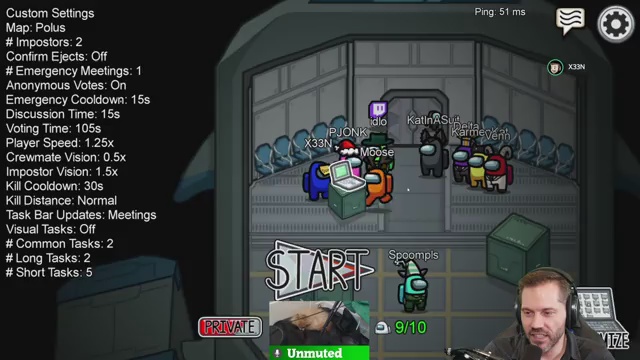 Custom Settings
Map: Polus
# Impostors: 2
Confirm Ejects: Off
# Emergency Meetings: 1
Anonymous Votes: On
Emergency Cooldown: 15s
Discussion Time: 15s
Voting Time: 105s
Player Speed: 1.25x
Crewmate Vision: 0.5x
Impostor Vision: 1.5x
Kill Cooldown: 30s
Kill Distance: Normal
Task Bar Updates: Meetings
Visual Tasks: Off
# Common Tasks: 2
# Long Tasks: 2
# Short Tasks: 5
Ping: 51 ms
X33N
KatInASuit
PJONK
X33N
Moose
Spoompls
START
PRIVATE
9/10
Unmuted